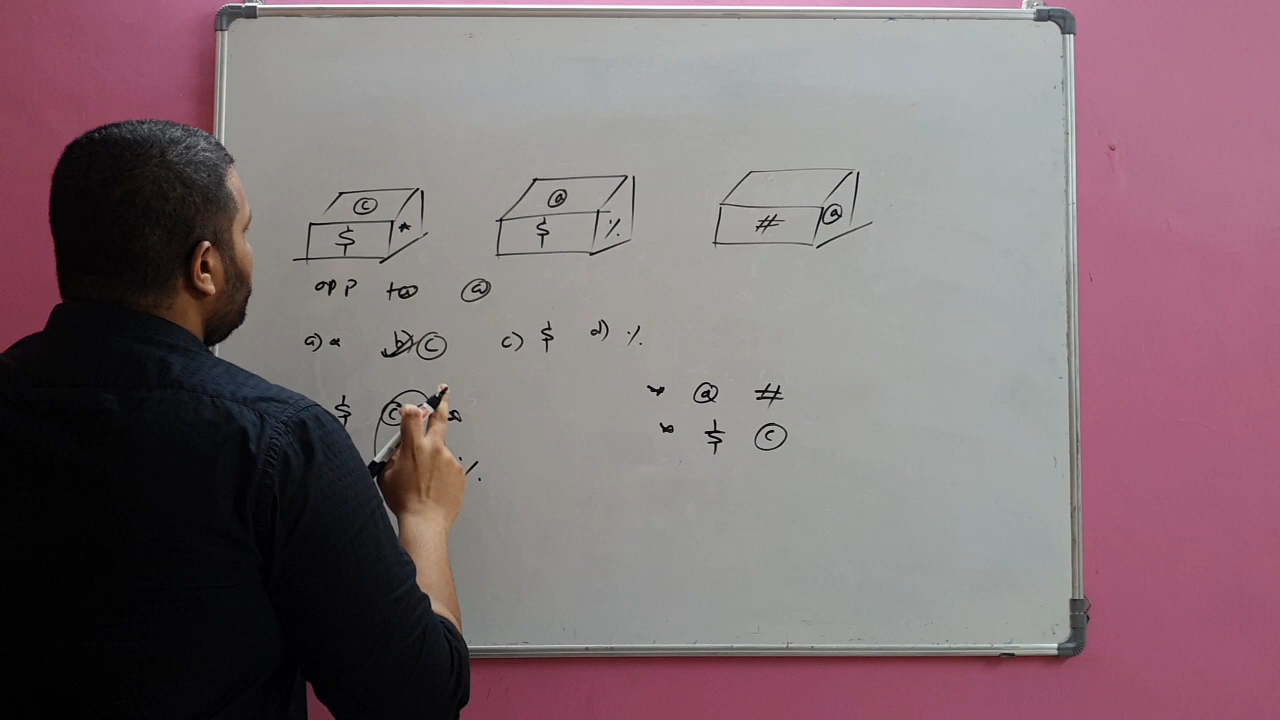 © @
$ * $ % # @
opp to @
a) * b) © c) $ d) %
* @ #
$ ©
* $ ©
%